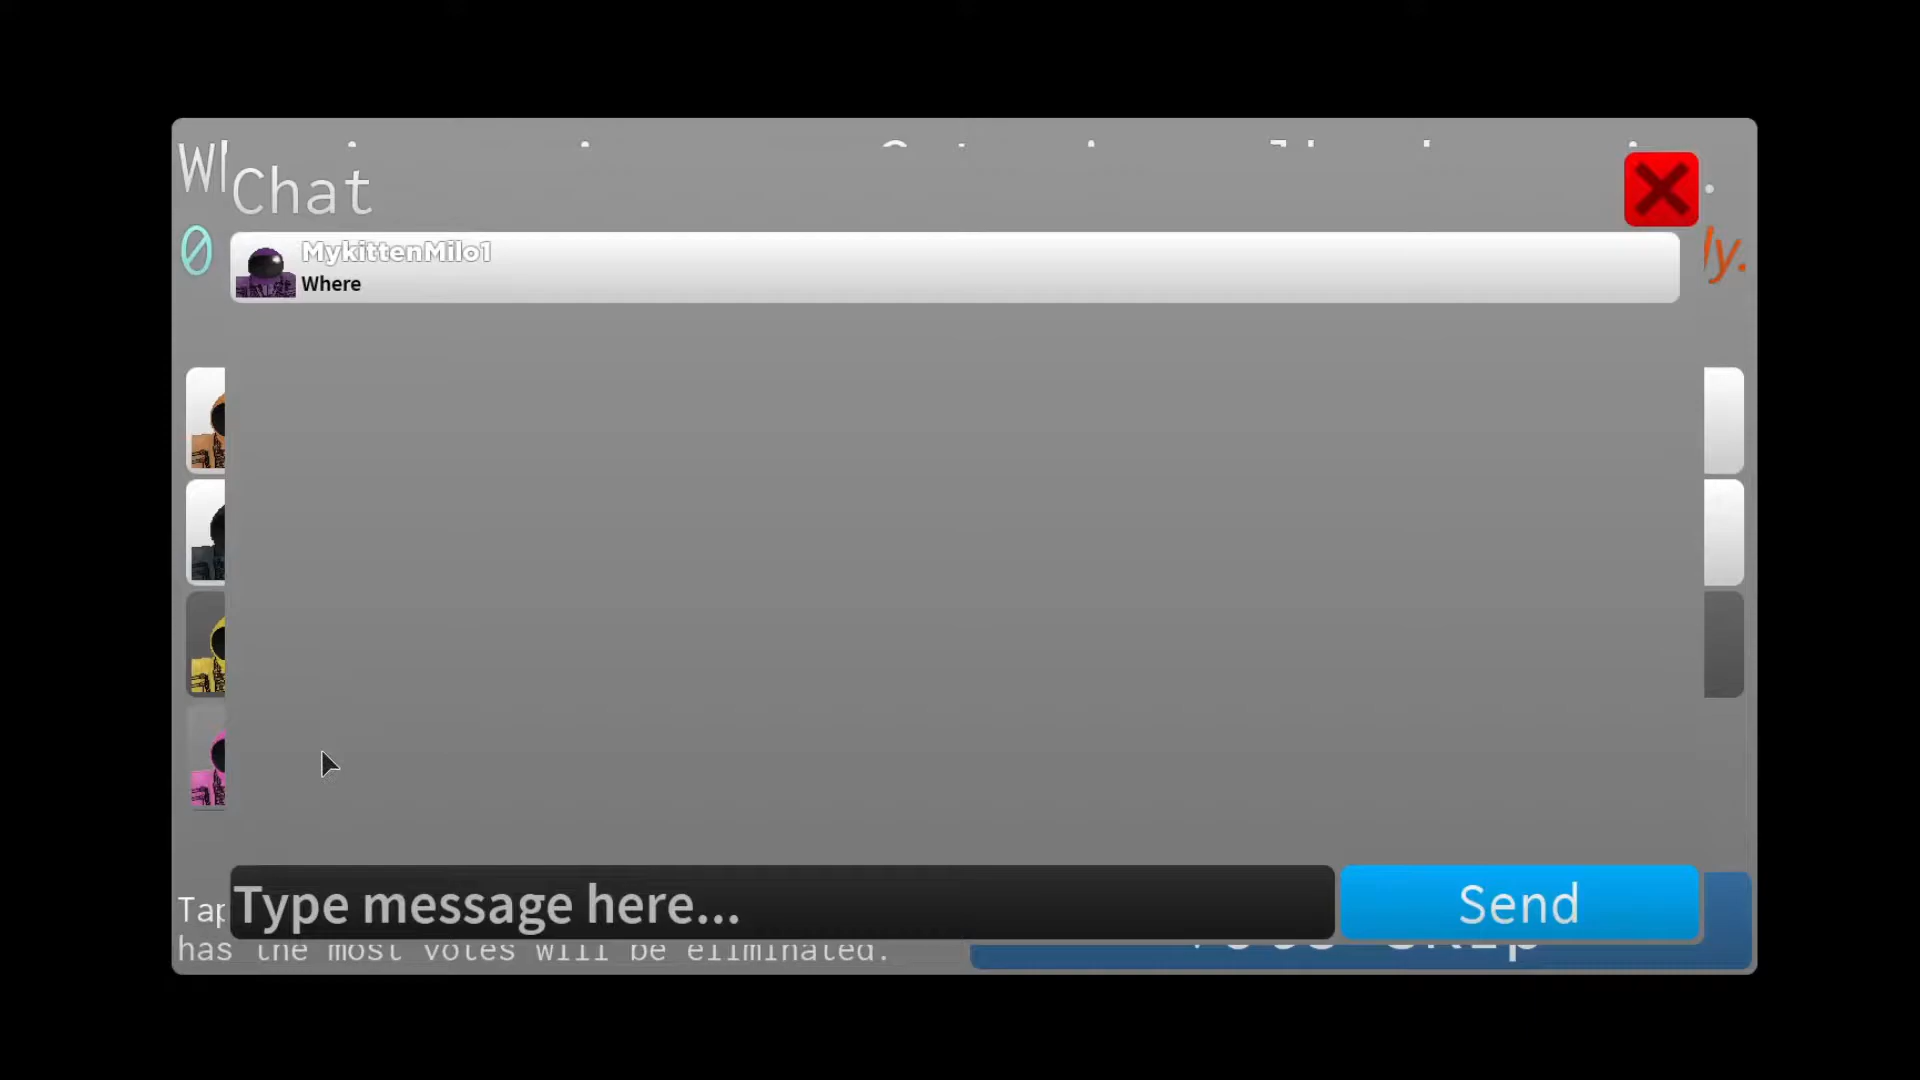 Chat
MykittenMilo1
Where
Type message here...
Send
has the most votes will be eliminated.